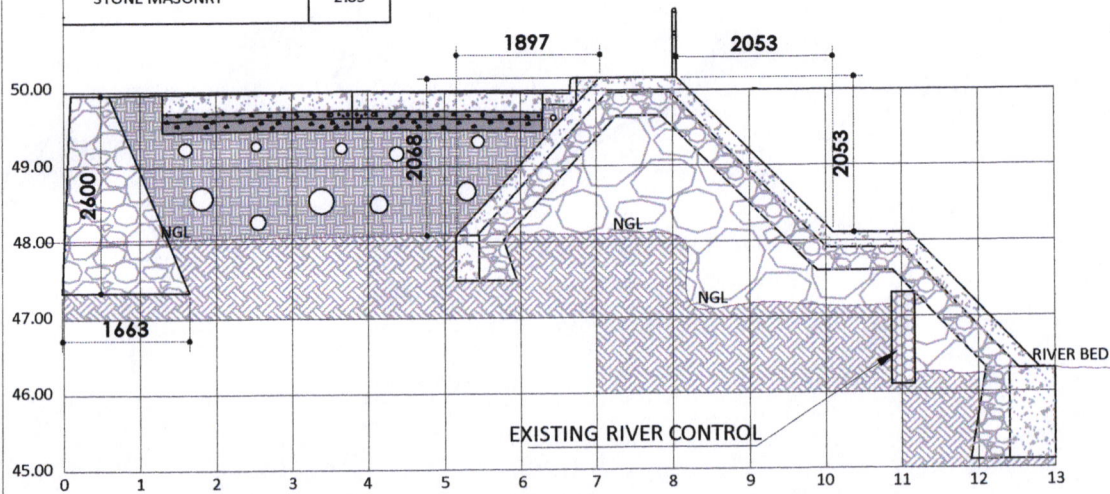 STONE MASONRY 2.85
1897 2053
50.00
49.00
2600
2068
2053
NGL
NGL
48.00
NGL
47.00
1663
RIVER BED
46.00
EXISTING RIVER CONTROL
45.00
0 1 2 3 4 5 6 7 8 9 10 11 12 13